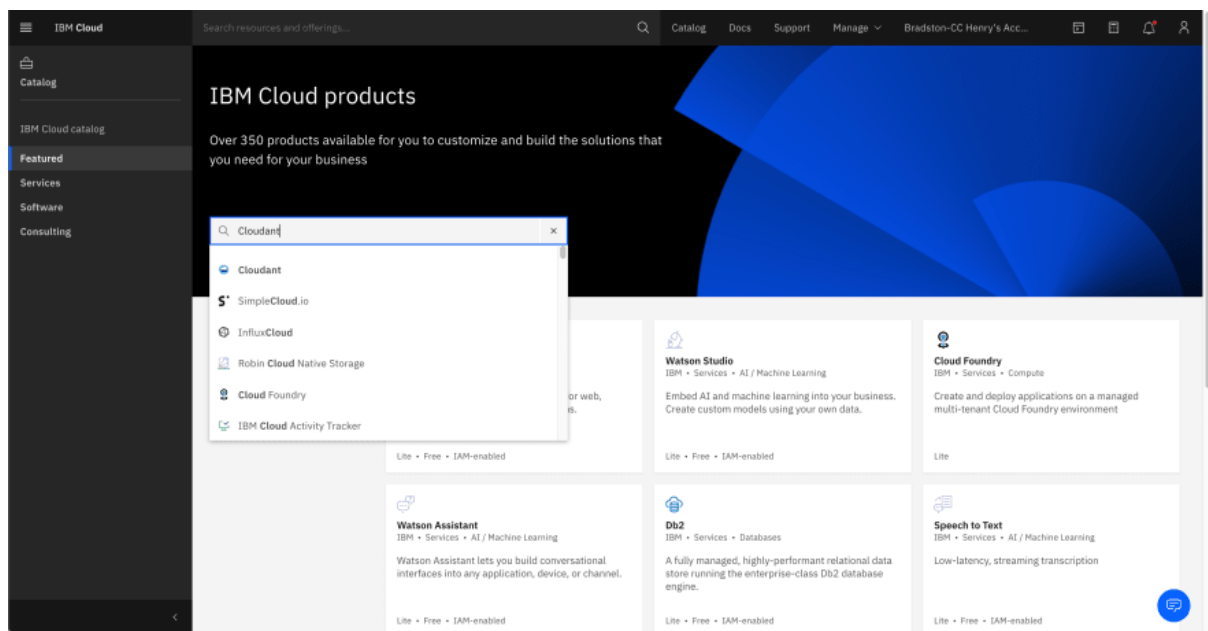 IBM Cloud
Search resources and offerings...
Catalog
Docs
Support
Manage
Bradston-CC Henry's Acc...
Catalog
IBM Cloud catalog
Featured
Services
Software
Consulting
IBM Cloud products
Over 350 products available for you to customize and build the solutions that
you need for your business
Cloudant
Cloudant
SimpleCloud.io
InfluxCloud
Robin Cloud Native Storage
Cloud Foundry
IBM Cloud Activity Tracker
or web,
Lite • Free • IAM-enabled
Watson Studio
IBM • Services • AI / Machine Learning
Embed AI and machine learning into your business.
Create custom models using your own data.
Lite • Free • IAM-enabled
Cloud Foundry
IBM • Services • Compute
Create and deploy applications on a managed
multi-tenant Cloud Foundry environment
Lite
Watson Assistant
IBM • Services • AI / Machine Learning
Watson Assistant lets you build conversational
interfaces into any application, device, or channel.
Lite • Free • IAM-enabled
Db2
IBM • Services • Databases
A fully managed, highly-performant relational data
store running the enterprise-class Db2 database
engine.
Lite • Free • IAM-enabled
Speech to Text
IBM • Services • AI / Machine Learning
Low-latency, streaming transcription
Lite • Free • IAM-enabled